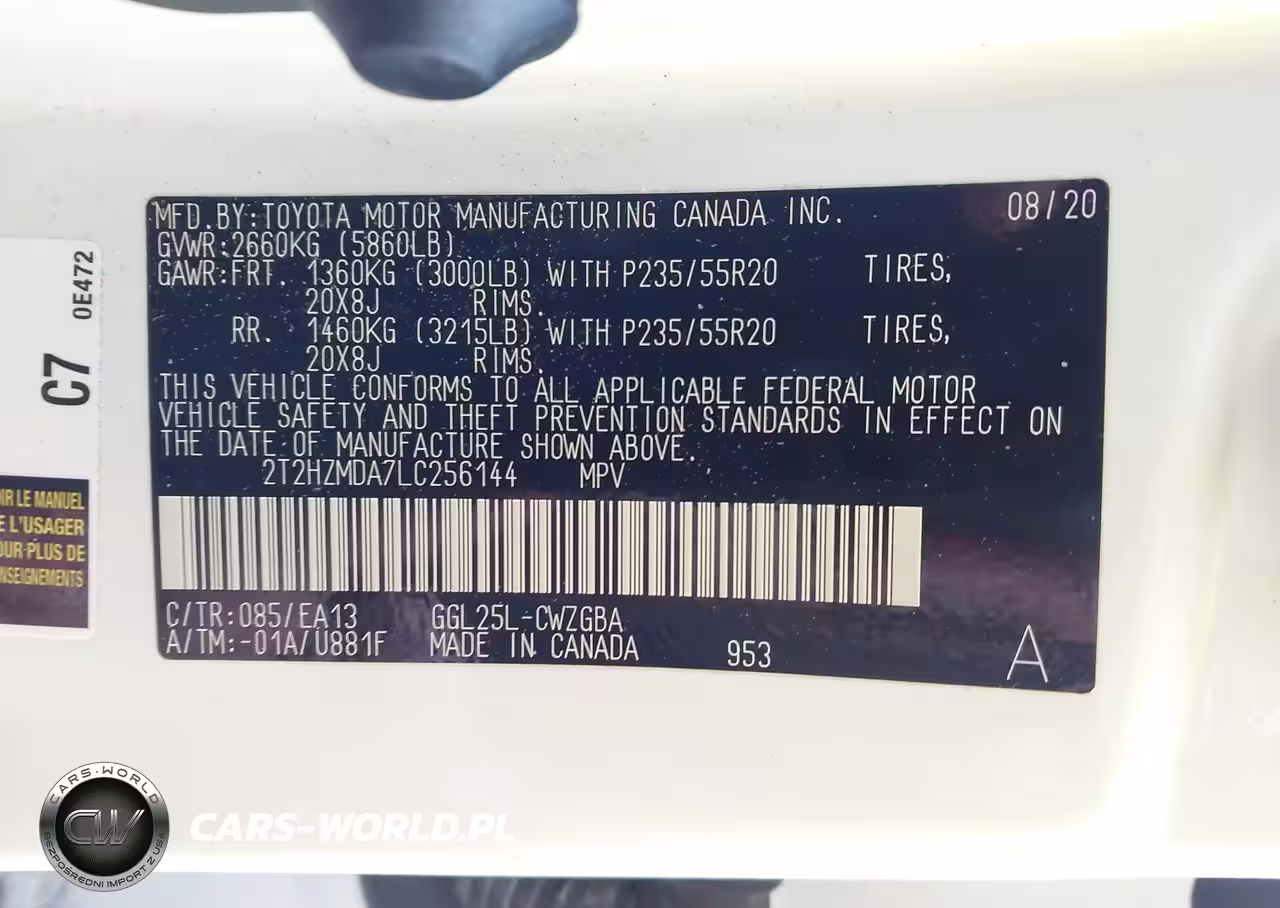 MFD.BY:TOYOTA MOTOR MANUFACTURING CANADA INC. 08/20
GVWR:2660KG (5860LB)
GAWR:FRT. 1360KG (3000LB) WITH P235/55R20 TIRES,
20X8J RIMS.
RR. 1460KG (3215LB) WITH P235/55R20 TIRES,
20X8J RIMS.
THIS VEHICLE CONFORMS TO ALL APPLICABLE FEDERAL MOTOR
VEHICLE SAFETY AND THEFT PREVENTION STANDARDS IN EFFECT ON
THE DATE OF MANUFACTURE SHOWN ABOVE.
2T2HZMDA7LC256144 MPV
C/TR:085/EA13 GGL25L-CWZGBA
A/TM:-01A/U881F MADE IN CANADA 953 A
0E472
C7
LE MANUEL
L'USAGER
PLUS DE
CARS-WORLD
CW
BEZPOŚREDNI IMPORT Z USA
CARS-WORLD.PL